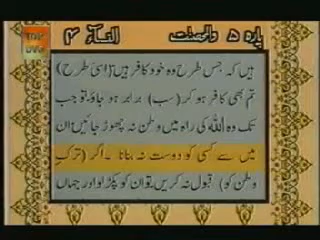 پارہ ۵ والمحصنت النسآء ۴
ہیں کہ جس طرح وہ خود کافر ہیں (اسی طرح)
تم بھی کافر ہو کر (سب) برابر ہو جاؤ تو جب
تک وہ اللہ کی راہ میں وطن نہ چھوڑ جائیں ان
میں سے کسی کو دوست نہ بنانا ۔ اگر (ترک
وطن کو) قبول نہ کریں تو ان کو پکڑ لو اور جہاں